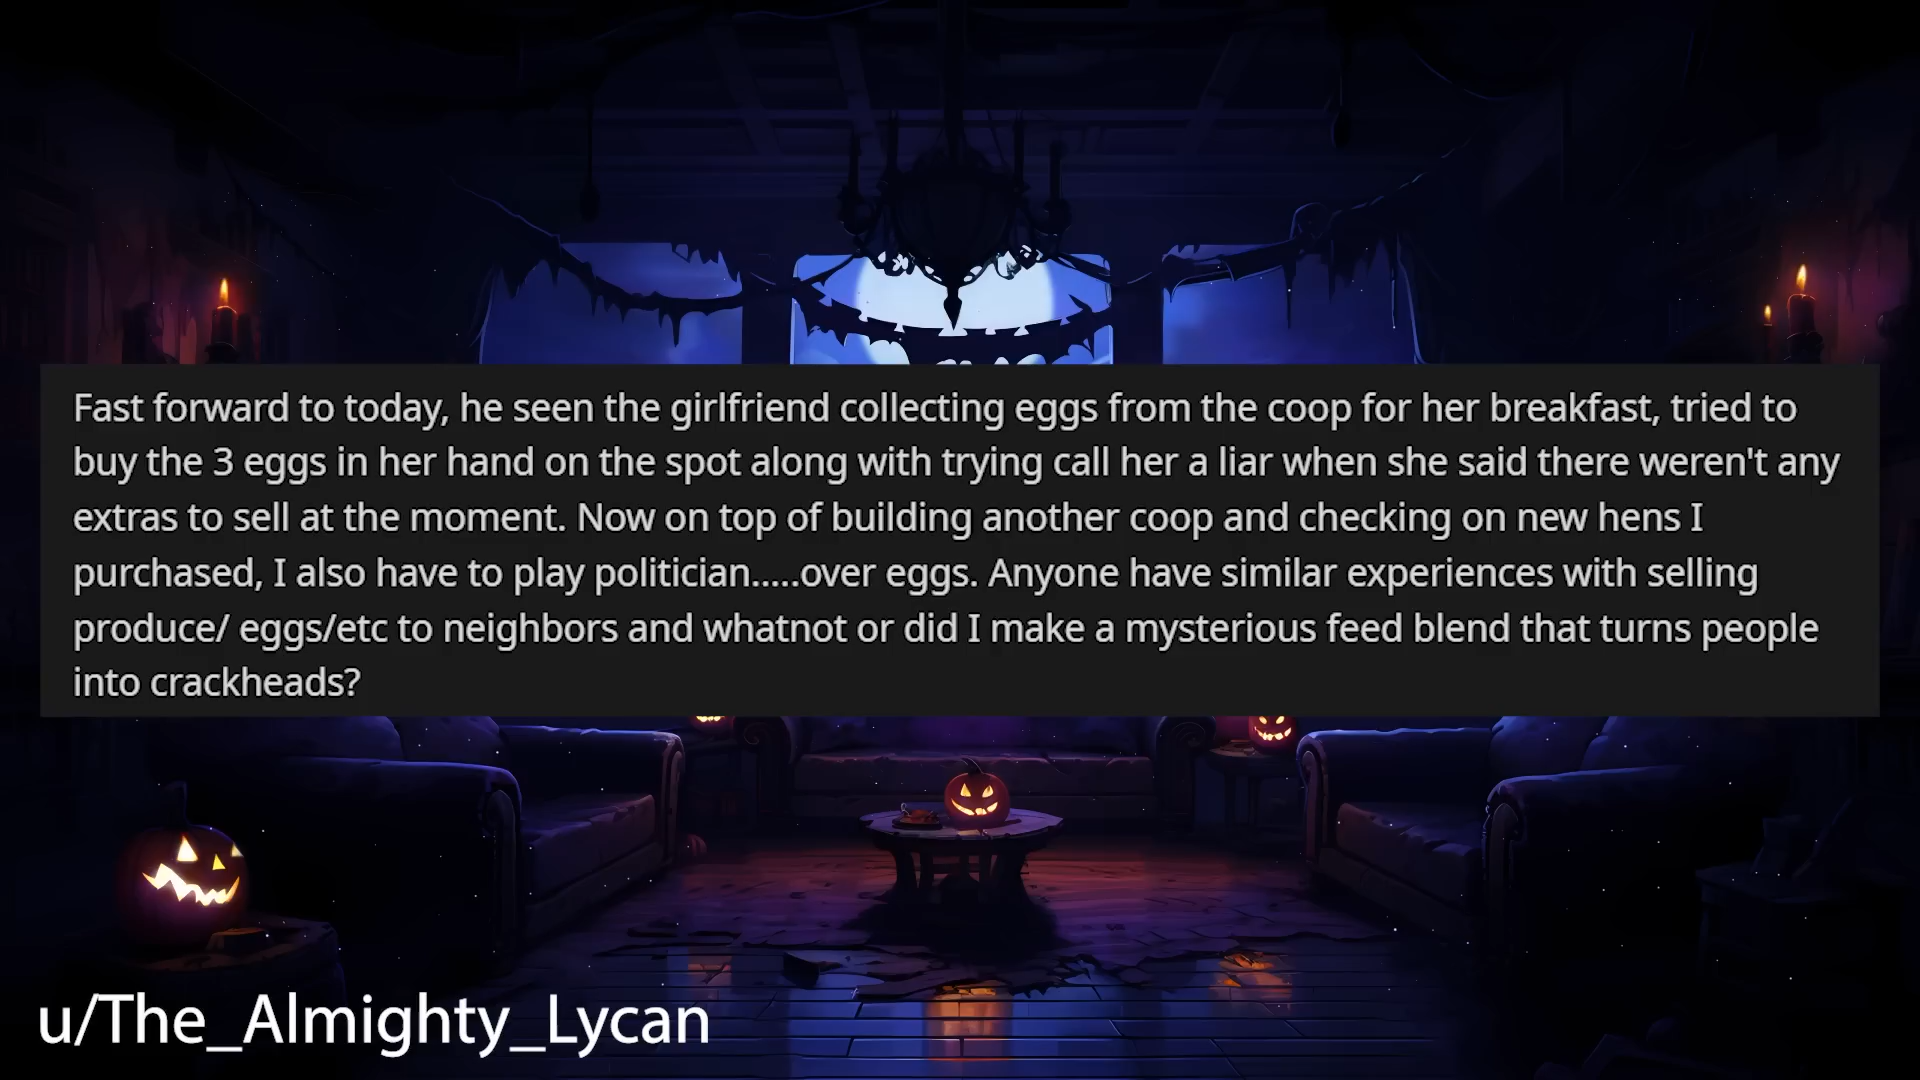 Fast forward to today, he seen the girlfriend collecting eggs from the coop for her breakfast, tried to
buy the 3 eggs in her hand on the spot along with trying call her a liar when she said there weren't any
extras to sell at the moment. Now on top of building another coop and checking on new hens I
purchased, I also have to play politician.....over eggs. Anyone have similar experiences with selling
produce/ eggs/etc to neighbors and whatnot or did I make a mysterious feed blend that turns people
into crackheads?
u/The_Almighty_Lycan